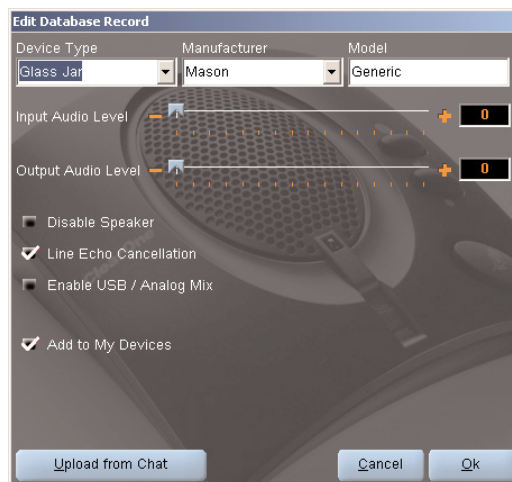 Edit Database Record
Device Type Manufacturer Model
Glass Jar Mason Generic
Input Audio Level 0
Output Audio Level 0
Disable Speaker
Line Echo Cancellation
Enable USB / Analog Mix
Add to My Devices
Upload from Chat Cancel Ok